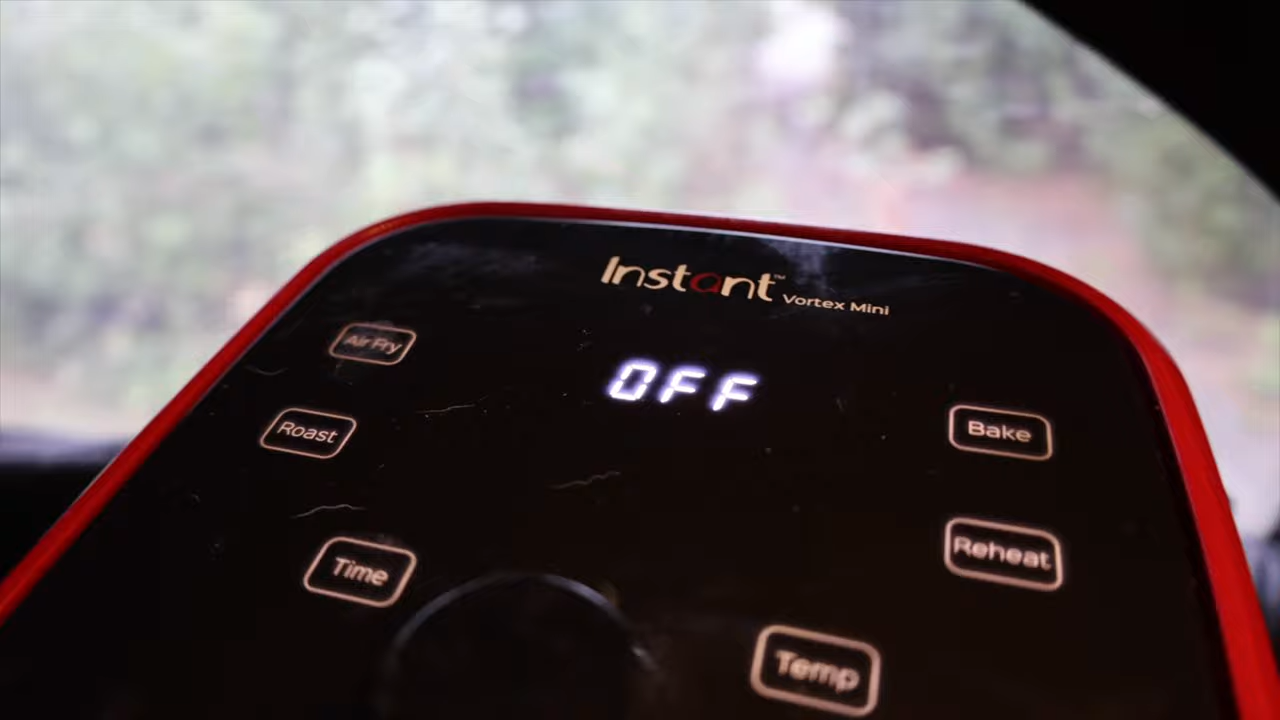 Instant™ Vortex Mini
Air Fry
OFF
Roast
Bake
Time
Reheat
Temp